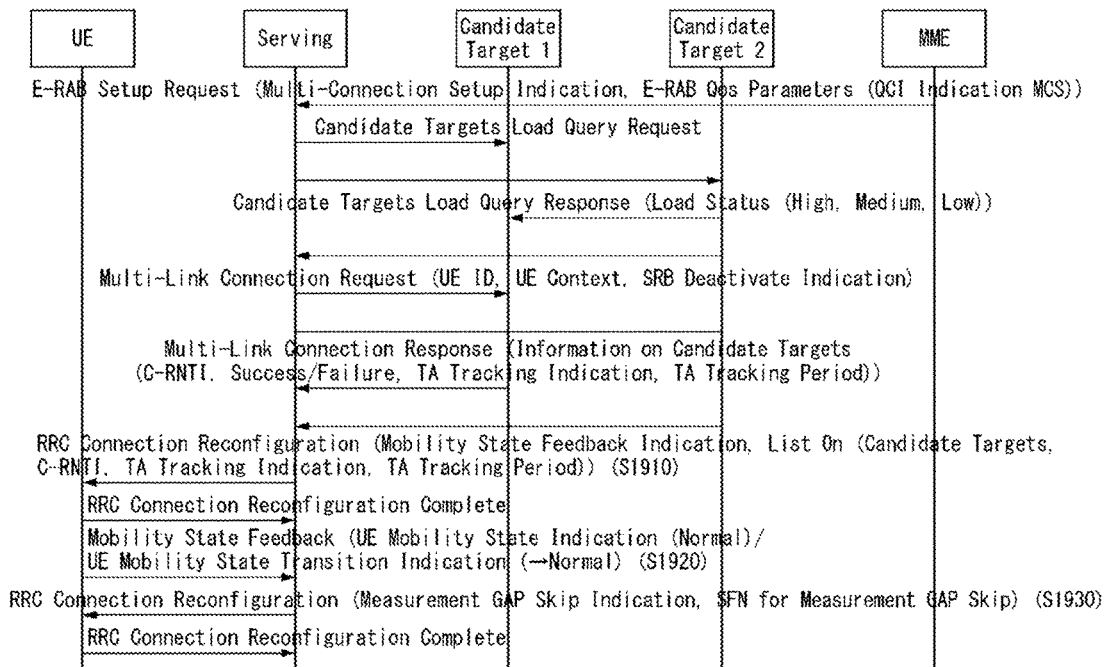 UE
Serving
Candidate
Target 1
Candidate
Target 2
MME
E-RAB Setup Request (Multi-Connection Setup Indication, E-RAB Qos Parameters (QCI Indication MCS))
Candidate Targets Load Query Request
Candidate Targets Load Query Response (Load Status (High, Medium, Low))
Multi-Link Connection Request (UE ID, UE Context, SRB Deactivate Indication)
Multi-Link Connection Response (Information on Candidate Targets
(C-RNTI, Success/Failure, TA Tracking Indication, TA Tracking Period))
RRC Connection Reconfiguration (Mobility State Feedback Indication, List On (Candidate Targets,
C-RNTI, TA Tracking Indication, TA Tracking Period)) (S1910)
RRC Connection Reconfiguration Complete
Mobility State Feedback (UE Mobility State Indication (Normal)/
UE Mobility State Transition Indication (→Normal) (S1920)
RRC Connection Reconfiguration (Measurement GAP Skip Indication, SFN for Measurement GAP Skip) (S1930)
RRC Connection Reconfiguration Complete